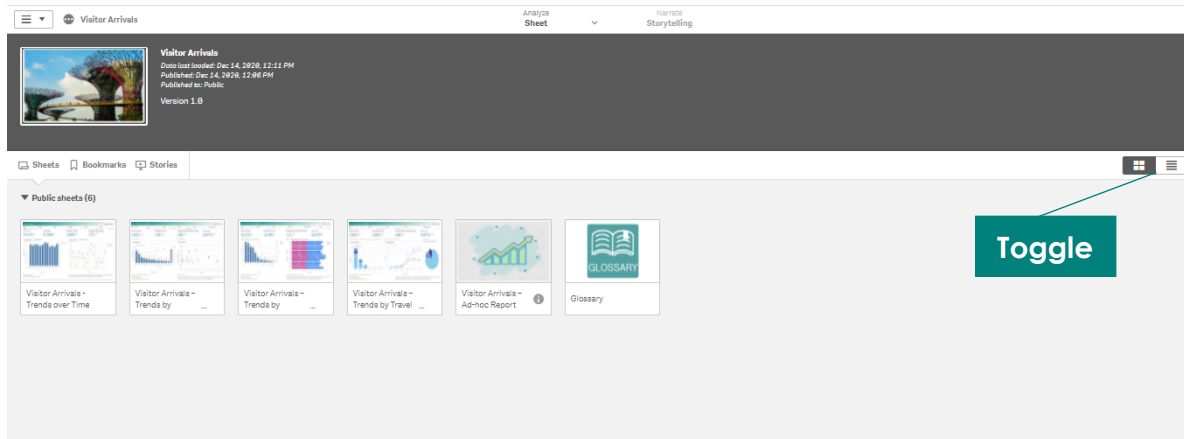 Visitor Arrivals
Analyze
Sheet
Narrate
Storytelling
Visitor Arrivals
Data last loaded: Dec 14, 2020, 12:11 PM
Published: Dec 14, 2020, 12:06 PM
Published to: Public
Version 1.0
Sheets
Bookmarks
Stories
Public sheets (6)
Toggle
GLOSSARY
Visitor Arrivals –
Trends over Time
Visitor Arrivals –
Trends by ...
Visitor Arrivals –
Trends by ...
Visitor Arrivals –
Trends by Travel ...
Visitor Arrivals –
Ad-hoc Report
Glossary